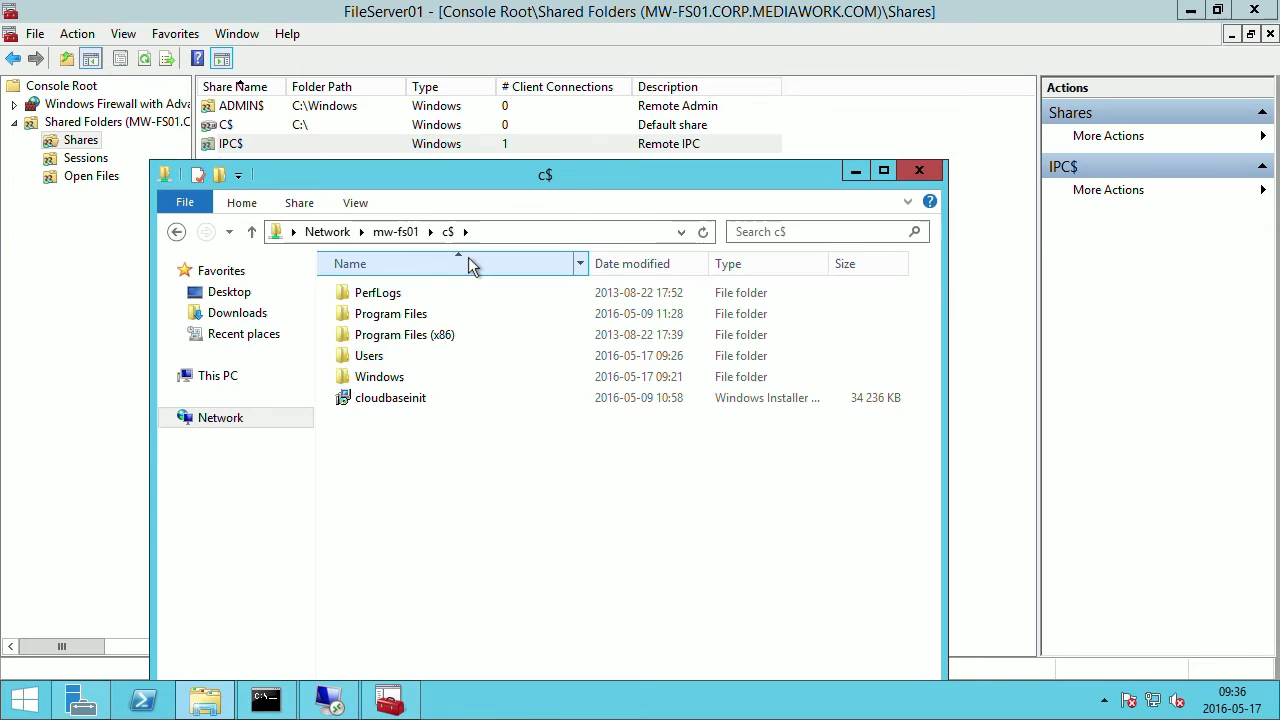 FileServer01 - [Console Root\Shared Folders (MW-FS01.CORP.MEDIAWORK.COM)\Shares]
File Action View Favorites Window Help
Console Root
Windows Firewall with Adva
Shared Folders (MW-FS01.C
Shares
Sessions
Open Files
Share Name Folder Path Type # Client Connections Description
ADMIN$ C:\Windows Windows 0 Remote Admin
C$ C:\ Windows 0 Default share
IPC$ Windows 1 Remote IPC
Actions
Shares
More Actions
IPC$
More Actions
c$
File Home Share View
Network mw-fs01 c$
Search c$
Favorites
Desktop
Downloads
Recent places
This PC
Network
Name Date modified Type Size
PerfLogs 2013-08-22 17:52 File folder
Program Files 2016-05-09 11:28 File folder
Program Files (x86) 2013-08-22 17:39 File folder
Users 2016-05-17 09:26 File folder
Windows 2016-05-17 09:21 File folder
cloudbaseinit 2016-05-09 10:58 Windows Installer ... 34 236 KB
09:36
2016-05-17